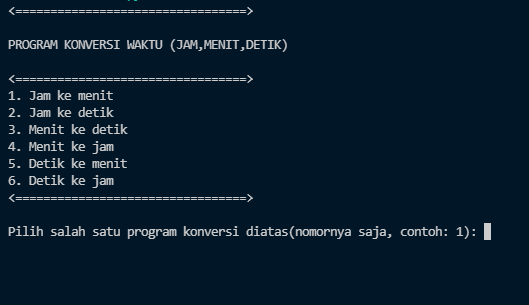 <=================================>
PROGRAM KONVERSI WAKTU (JAM,MENIT,DETIK)
<=================================>
1. Jam ke menit
2. Jam ke detik
3. Menit ke detik
4. Menit ke jam
5. Detik ke menit
6. Detik ke jam
<=================================>
Pilih salah satu program konversi diatas(nomornya saja, contoh: 1):